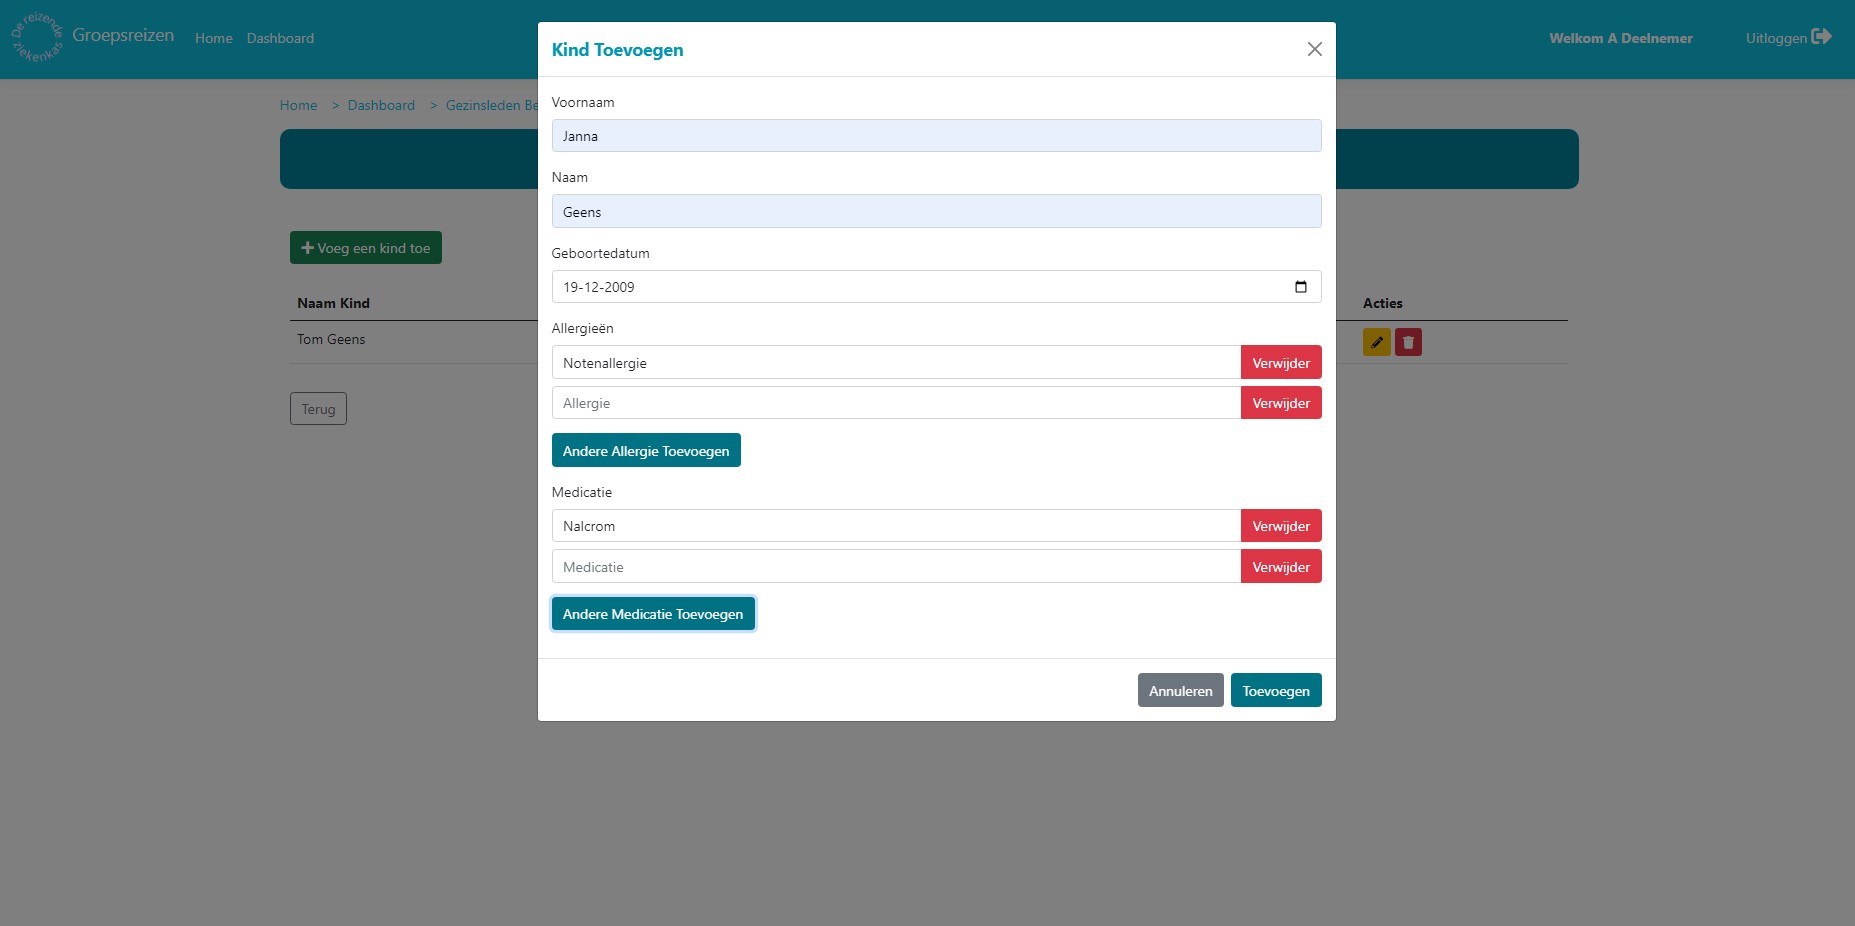 De reizende ziekenkas
Groepsreizen Home Dashboard
Welkom A Deelnemer Uitloggen
Home > Dashboard > Gezinsleden Be
Voeg een kind toe
Naam Kind Acties
Tom Geens
Terug
Kind Toevoegen
Voornaam
Janna
Naam
Geens
Geboortedatum
19-12-2009
Allergieën
Notenallergie Verwijder
Allergie Verwijder
Andere Allergie Toevoegen
Medicatie
Nalcrom Verwijder
Medicatie Verwijder
Andere Medicatie Toevoegen
Annuleren Toevoegen